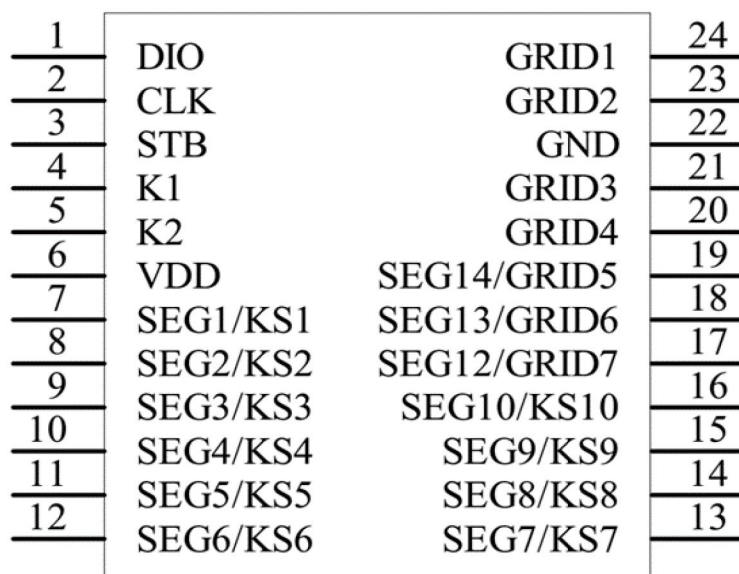 1 DIO GRID1 24
2 CLK GRID2 23
3 STB GND 22
4 K1 GRID3 21
5 K2 GRID4 20
6 VDD SEG14/GRID5 19
7 SEG1/KS1 SEG13/GRID6 18
8 SEG2/KS2 SEG12/GRID7 17
9 SEG3/KS3 SEG10/KS10 16
10 SEG4/KS4 SEG9/KS9 15
11 SEG5/KS5 SEG8/KS8 14
12 SEG6/KS6 SEG7/KS7 13